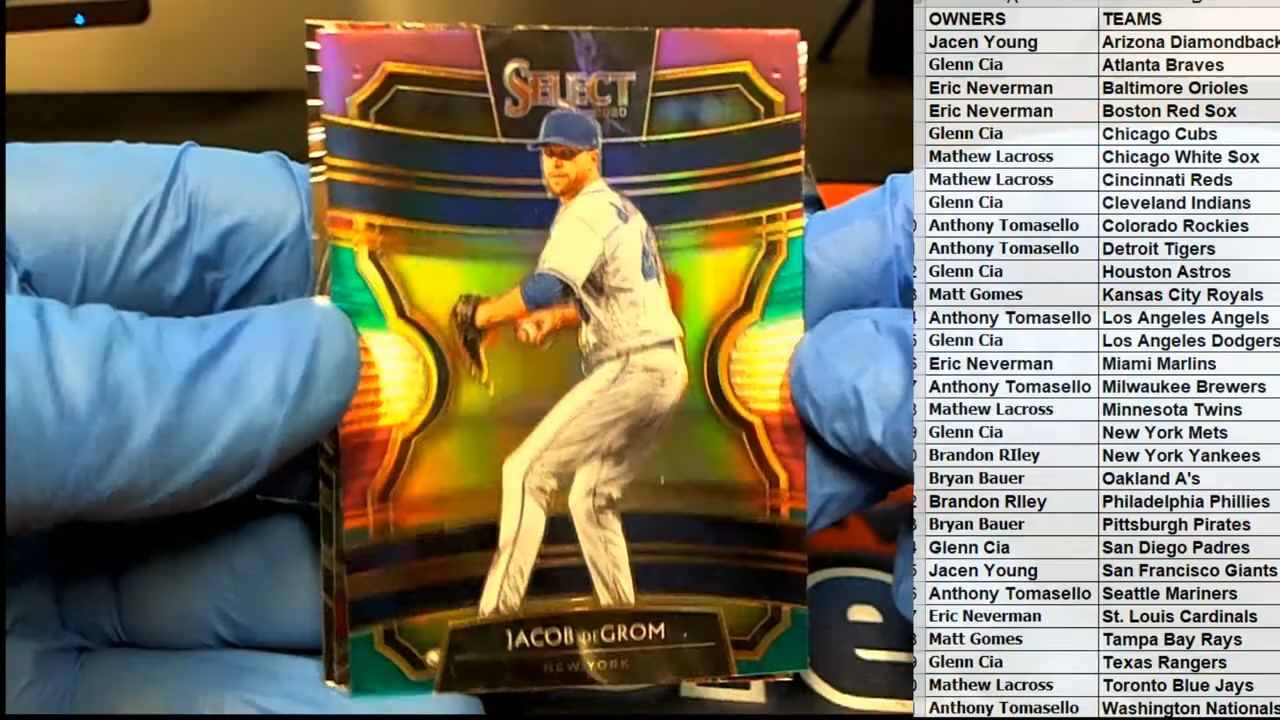 SELECT
2020
JACOB deGROM
NEW YORK
e
OWNERS TEAMS
Jacen Young Arizona Diamondback
Glenn Cia Atlanta Braves
Eric Neverman Baltimore Orioles
Eric Neverman Boston Red Sox
Glenn Cia Chicago Cubs
Mathew Lacross Chicago White Sox
Mathew Lacross Cincinnati Reds
Glenn Cia Cleveland Indians
Anthony Tomasello Colorado Rockies
Anthony Tomasello Detroit Tigers
Glenn Cia Houston Astros
Matt Gomes Kansas City Royals
Anthony Tomasello Los Angeles Angels
Glenn Cia Los Angeles Dodgers
Eric Neverman Miami Marlins
Anthony Tomasello Milwaukee Brewers
Mathew Lacross Minnesota Twins
Glenn Cia New York Mets
Brandon RIley New York Yankees
Bryan Bauer Oakland A's
Brandon RIley Philadelphia Phillies
Bryan Bauer Pittsburgh Pirates
Glenn Cia San Diego Padres
Jacen Young San Francisco Giants
Anthony Tomasello Seattle Mariners
Eric Neverman St. Louis Cardinals
Matt Gomes Tampa Bay Rays
Glenn Cia Texas Rangers
Mathew Lacross Toronto Blue Jays
Anthony Tomasello Washington Nationals